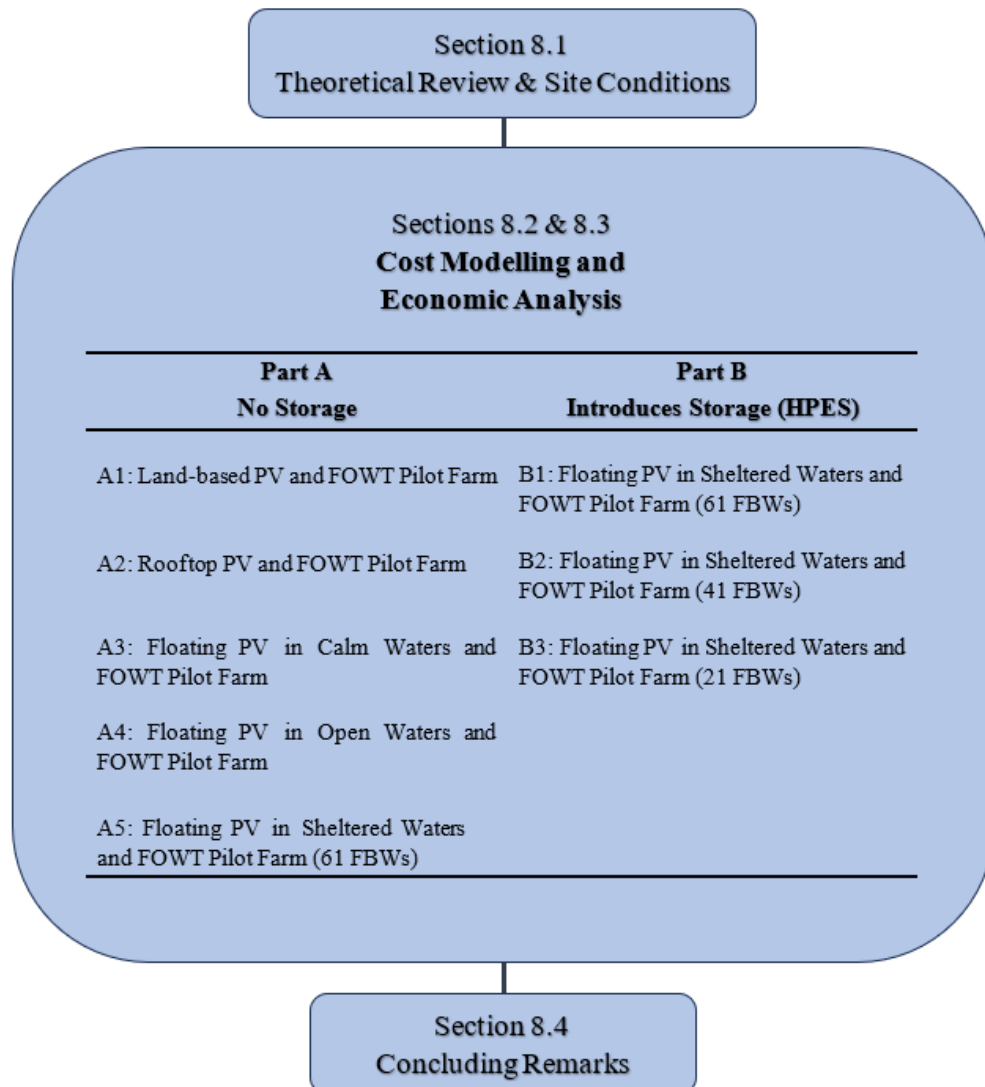 Section 8.1
Theoretical Review & Site Conditions
Sections 8.2 & 8.3
Cost Modelling and
Economic Analysis
Part A
No Storage
Part B
Introduces Storage (HPES)
A1: Land-based PV and FOWT Pilot Farm
A2: Rooftop PV and FOWT Pilot Farm
A3: Floating PV in Calm Waters and
FOWT Pilot Farm
A4: Floating PV in Open Waters and
FOWT Pilot Farm
A5: Floating PV in Sheltered Waters
and FOWT Pilot Farm (61 FBWs)
B1: Floating PV in Sheltered Waters and
FOWT Pilot Farm (61 FBWs)
B2: Floating PV in Sheltered Waters and
FOWT Pilot Farm (41 FBWs)
B3: Floating PV in Sheltered Waters and
FOWT Pilot Farm (21 FBWs)
Section 8.4
Concluding Remarks